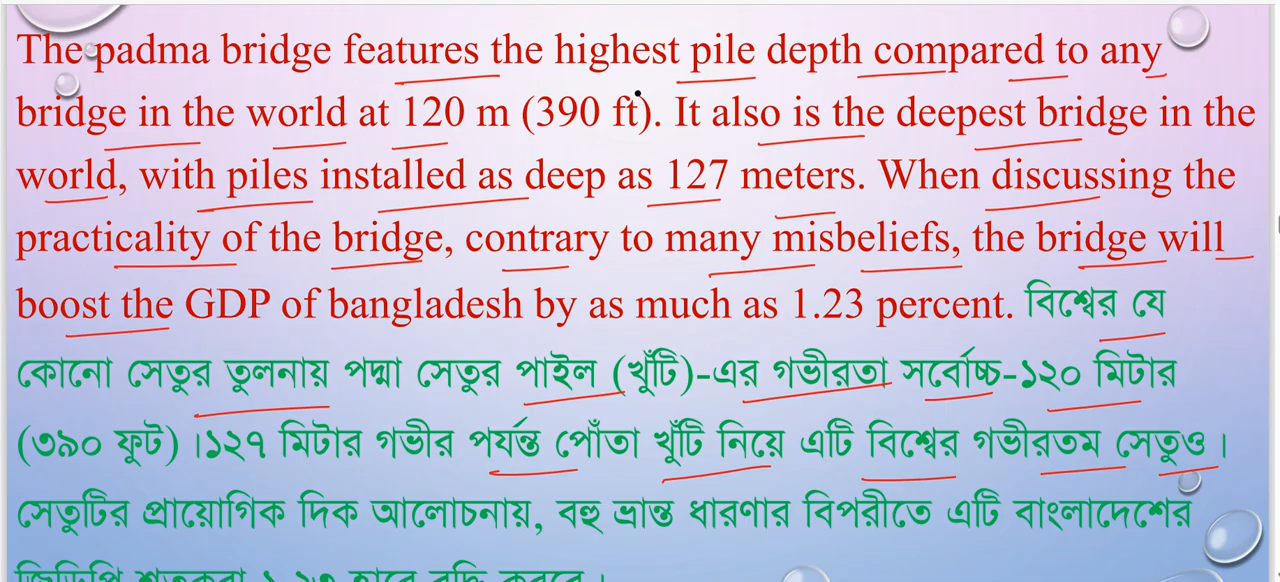 The padma bridge features the highest pile depth compared to any
bridge in the world at 120 m (390 ft). It also is the deepest bridge in the
world, with piles installed as deep as 127 meters. When discussing the
practicality of the bridge, contrary to many misbeliefs, the bridge will
boost the GDP of bangladesh by as much as 1.23 percent. বিশ্বের যে
কোনো সেতুর তুলনায় পদ্মা সেতুর পাইল (খুঁটি)-এর গভীরতা সর্বোচ্চ-১২০ মিটার
(৩৯০ ফুট) ।১২৭ মিটার গভীর পর্যন্ত পোঁতা খুঁটি নিয়ে এটি বিশ্বের গভীরতম সেতুও।
সেতুটির প্রায়োগিক দিক আলোচনায়, বহু ভ্রান্ত ধারণার বিপরীতে এটি বাংলাদেশের
জিডিপি শতকরা ১.২৩ হারে বৃদ্ধি করবে।